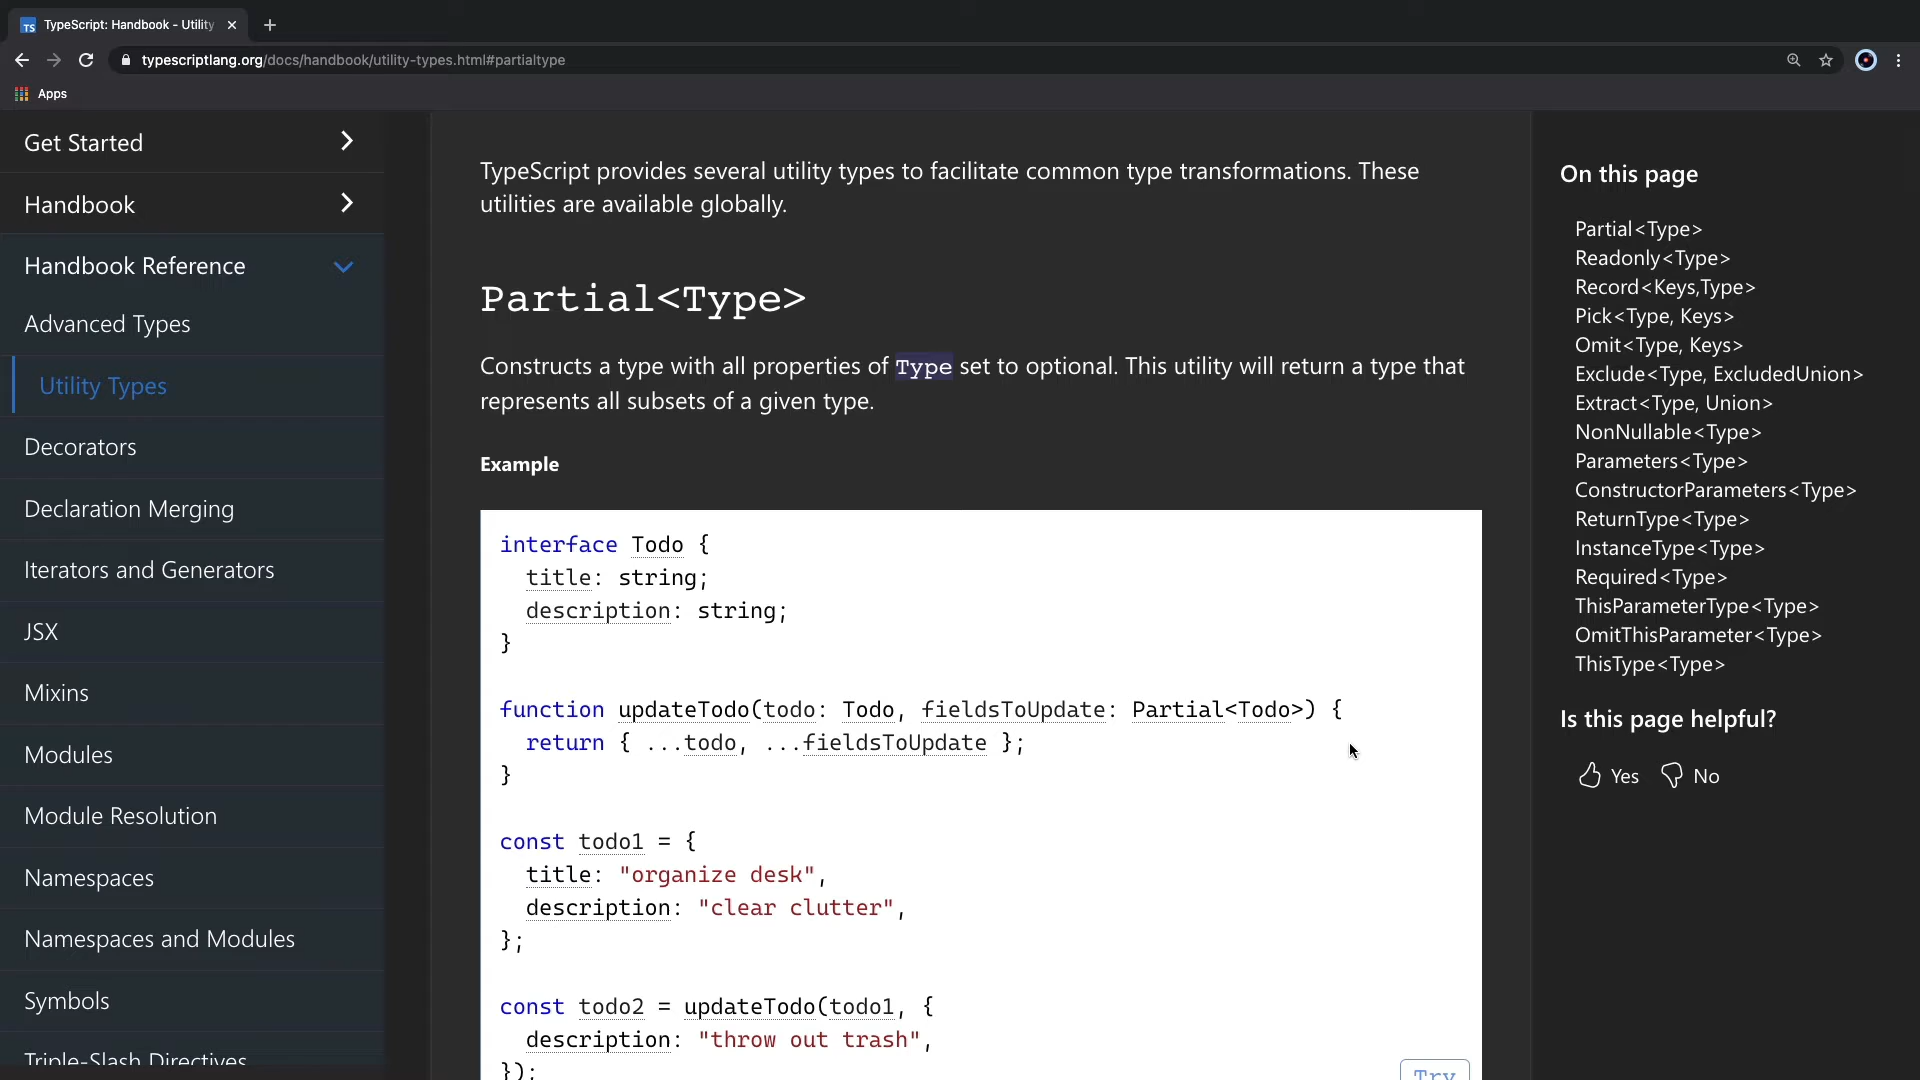 TypeScript: Handbook - Utility
typescriptlang.org/docs/handbook/utility-types.html#partialtype
Apps
Get Started
Handbook
Handbook Reference
Advanced Types
Utility Types
Decorators
Declaration Merging
Iterators and Generators
JSX
Mixins
Modules
Module Resolution
Namespaces
Namespaces and Modules
Symbols
Triple-Slash Directives
TypeScript provides several utility types to facilitate common type transformations. These
utilities are available globally.
Partial<Type>
Constructs a type with all properties of Type set to optional. This utility will return a type that
represents all subsets of a given type.
Example
interface Todo {
  title: string;
  description: string;
}
function updateTodo(todo: Todo, fieldsToUpdate: Partial<Todo>) {
  return { ...todo, ...fieldsToUpdate };
}
const todo1 = {
  title: "organize desk",
  description: "clear clutter",
};
const todo2 = updateTodo(todo1, {
  description: "throw out trash",
});
Try
On this page
Partial<Type>
Readonly<Type>
Record<Keys,Type>
Pick<Type, Keys>
Omit<Type, Keys>
Exclude<Type, ExcludedUnion>
Extract<Type, Union>
NonNullable<Type>
Parameters<Type>
ConstructorParameters<Type>
ReturnType<Type>
InstanceType<Type>
Required<Type>
ThisParameterType<Type>
OmitThisParameter<Type>
ThisType<Type>
Is this page helpful?
Yes No